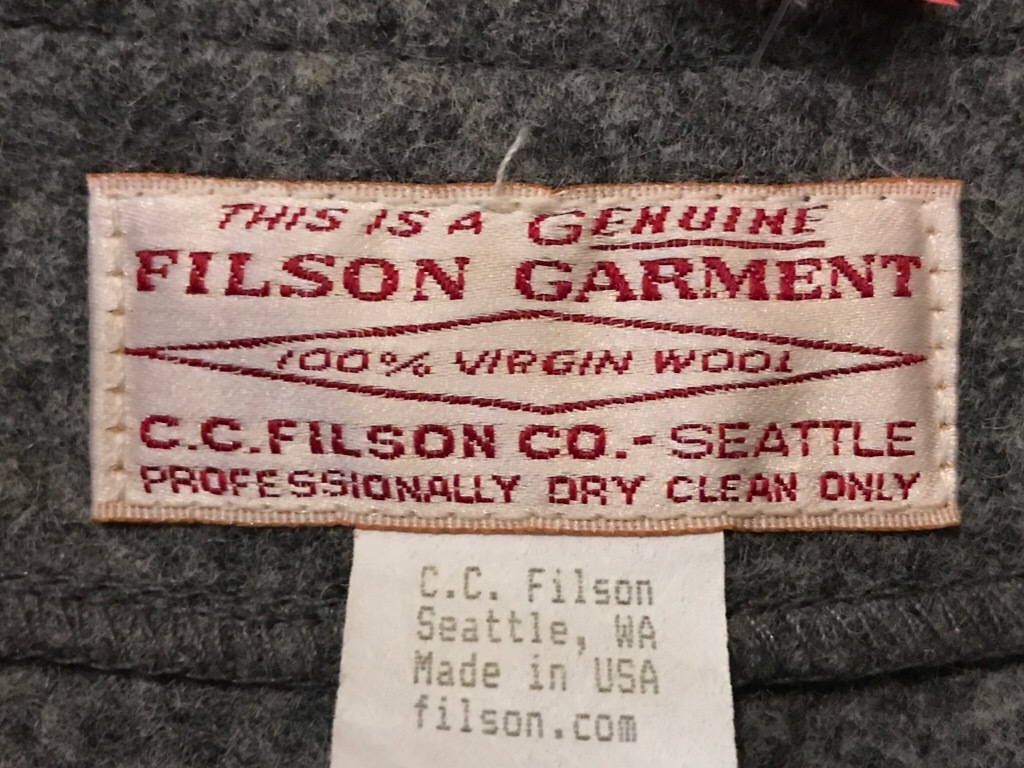 THIS IS A GENUINE
FILSON GARMENT
100% VIRGIN WOOL
C.C. FILSON CO. - SEATTLE
PROFESSIONALLY DRY CLEAN ONLY
C.C. Filson
Seattle, WA
Made in USA
filson.com